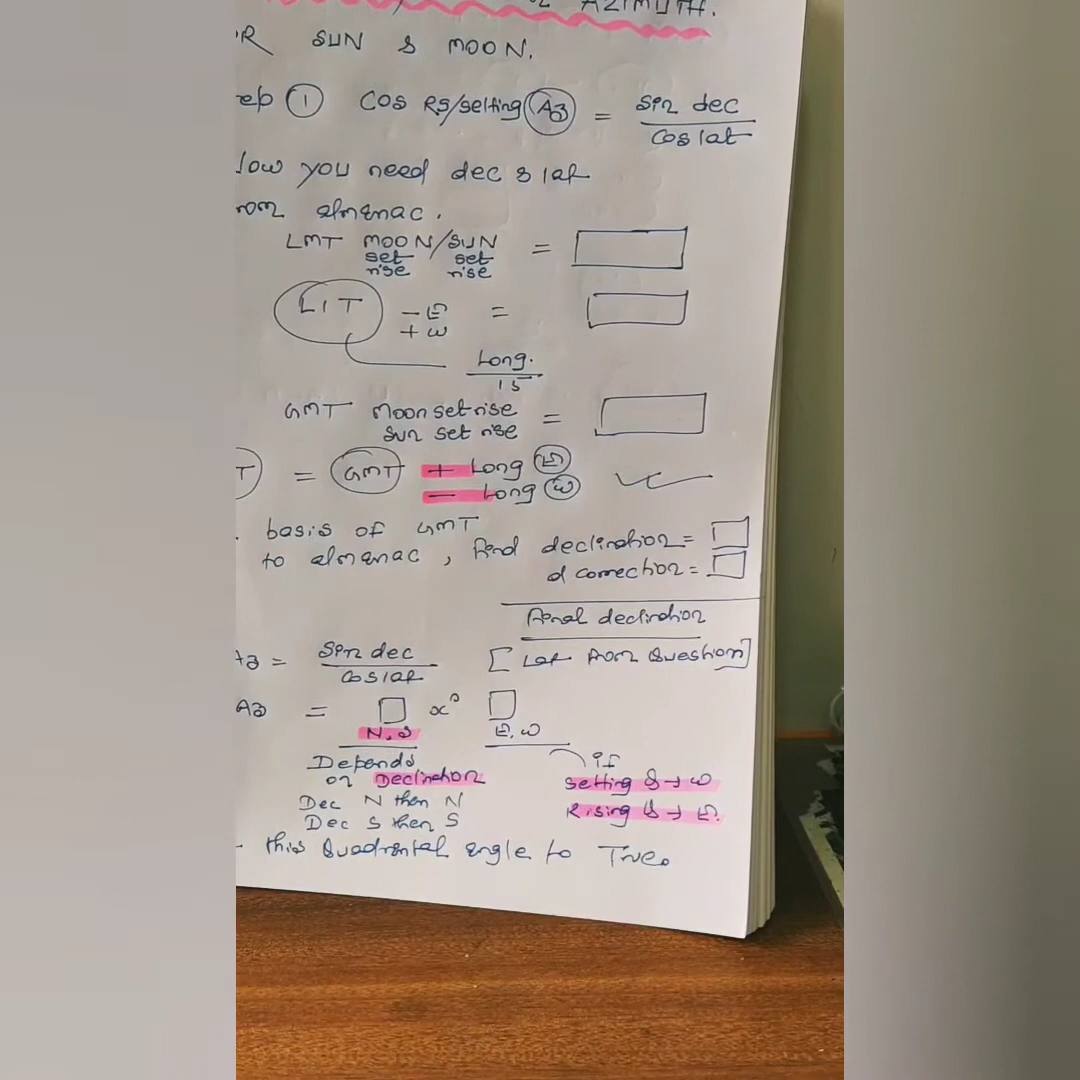 AZIMUTH.
SUN & MOON.
ep ① Cos Rs/setting Az = sin dec / cos lat
you need dec & lat
almanac.
LMT MOON/SUN =
set set
rise rise
LIT - E =
+ W
Long.
15
GMT Moon set rise =
sun set rise
T = GMT + Long E
- Long W
basis of GMT
to almanac, find declination =
d correction =
Final declination
Az = sin dec / cos lat [Lat from Question]
Az = x°
N.S E.W
Depends if
on Declination setting & → W
Dec N then N Rising & → E.
Dec S then S
this Quadrental angle to True.